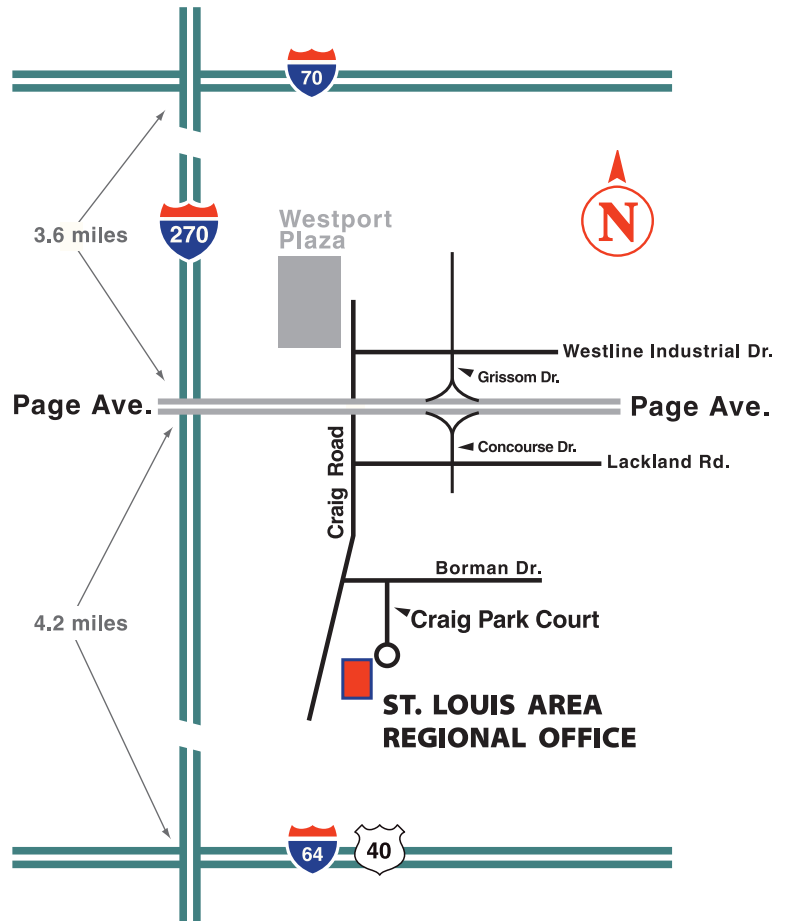 70
3.6 miles
270
Westport
Plaza
N
Westline Industrial Dr.
Grissom Dr.
Page Ave.
Page Ave.
Craig Road
Concourse Dr.
Lackland Rd.
Borman Dr.
Craig Park Court
4.2 miles
ST. LOUIS AREA
REGIONAL OFFICE
64
40